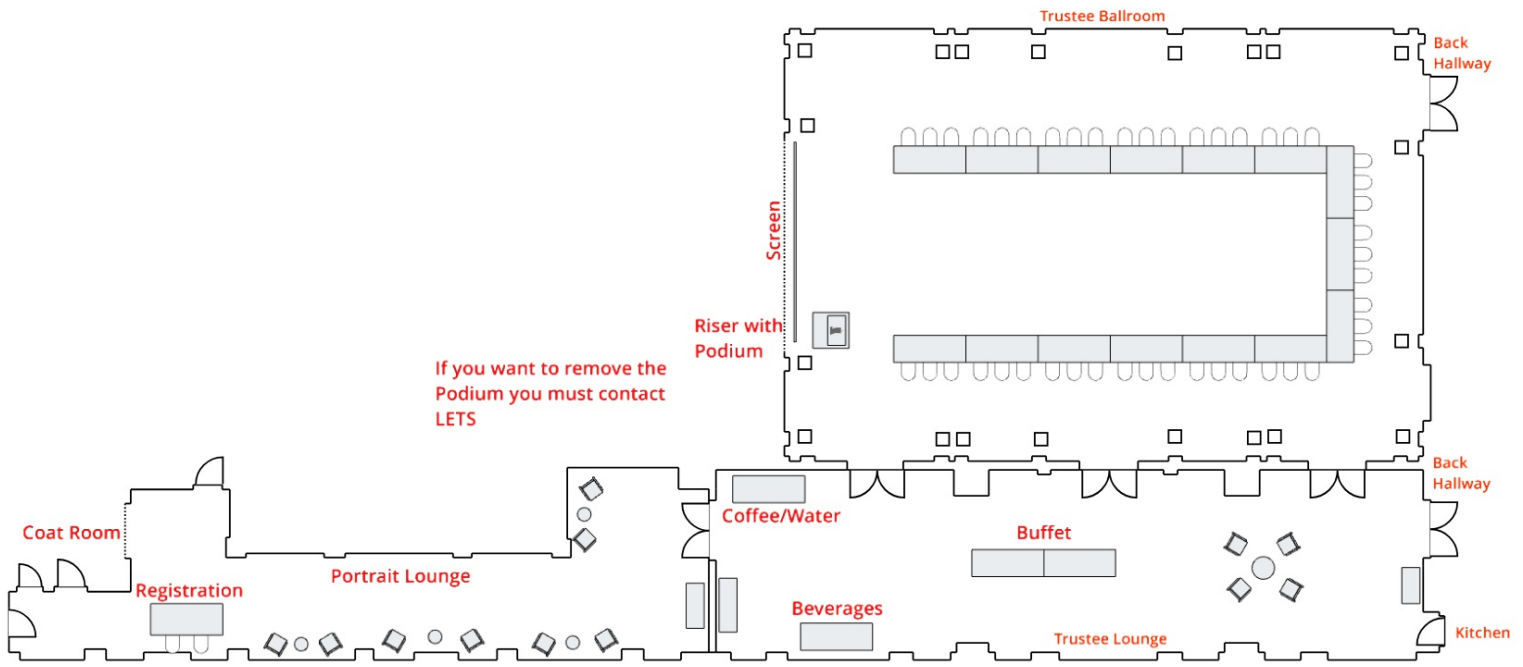 Trustee Ballroom
Back
Hallway
Screen
Riser with
Podium
If you want to remove the
Podium you must contact
LETS
Back
Hallway
Coffee/Water
Coat Room
Buffet
Portrait Lounge
Registration
Beverages
Trustee Lounge
Kitchen